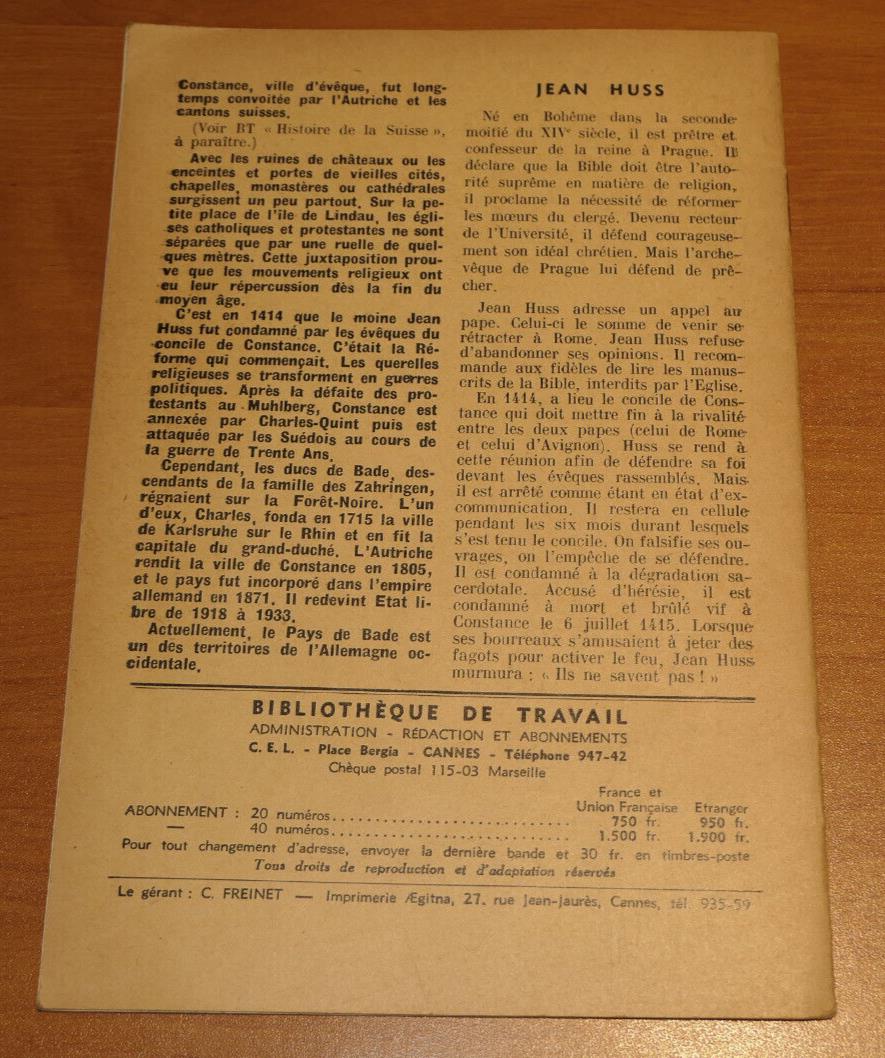 Constance, ville d'évêque, fut long-
temps convoitée par l'Autriche et les
cantons suisses.
(Voir BT « Histoire de la Suisse »,
à paraître.)
Avec les ruines de châteaux ou les
enceintes et portes de vieilles cités,
chapelles, monastères ou cathédrales
surgissent un peu partout. Sur la pe-
tite place de l'île de Lindau, les égli-
ses catholiques et protestantes ne sont
séparées que par une ruelle de quel-
ques mètres. Cette juxtaposition prou-
ve que les mouvements religieux ont
eu leur répercussion dès la fin du
moyen âge.
C'est en 1414 que le moine Jean
Huss fut condamné par les évêques du
concile de Constance. C'était la Ré-
forme qui commençait. Les querelles
religieuses se transforment en guerres
politiques. Après la défaite des pro-
testants au Muhlberg, Constance est
annexée par Charles-Quint puis est
attaquée par les Suédois au cours de
la guerre de Trente Ans.
Cependant, les ducs de Bade, des-
cendants de la famille des Zahringen,
régnaient sur la Forêt-Noire. L'un
d'eux, Charles, fonda en 1715 la ville
de Karlsruhe sur le Rhin et en fit la
capitale du grand-duché. L'Autriche
rendit la ville de Constance en 1805,
et le pays fut incorporé dans l'empire
allemand en 1871. Il redevint Etat li-
bre de 1918 à 1933.
Actuellement, le Pays de Bade est
un des territoires de l'Allemagne oc-
cidentale.
JEAN HUSS
Né en Bohême dans la seconde
moitié du XIVe siècle, il est prêtre et
confesseur de la reine à Prague. Il
déclare que la Bible doit être l'auto-
rité suprême en matière de religion,
il proclame la nécessité de réformer
les mœurs du clergé. Devenu recteur
de l'Université, il défend courageuse-
ment son idéal chrétien. Mais l'arche-
vêque de Prague lui défend de prê-
cher.
Jean Huss adresse un appel au
pape. Celui-ci le somme de venir se
rétracter à Rome. Jean Huss refuse
d'abandonner ses opinions. Il recom-
mande aux fidèles de lire les manus-
crits de la Bible, interdits par l'Eglise.
En 1414, a lieu le concile de Cons-
tance qui doit mettre fin à la rivalité
entre les deux papes (celui de Rome
et celui d'Avignon). Huss se rend à
cette réunion afin de défendre sa foi
devant les évêques rassemblés. Mais
il est arrêté comme étant en état d'ex-
communication. Il restera en cellule
pendant les six mois durant lesquels
s'est tenu le concile. On falsifie ses ou-
vrages, on l'empêche de se défendre.
Il est condamné à la dégradation sa-
cerdotale. Accusé d'hérésie, il est
condamné à mort et brûlé vif à
Constance le 6 juillet 1415. Lorsque
ses bourreaux s'amusaient à jeter des
fagots pour activer le feu, Jean Huss
murmura : « Ils ne savent pas ! »
BIBLIOTHÈQUE DE TRAVAIL
ADMINISTRATION - RÉDACTION ET ABONNEMENTS
C. E. L. - Place Bergia - CANNES - Téléphone 947-42
Chèque postal 115-03 Marseille
France et
Union Française Etranger
ABONNEMENT : 20 numéros.............................. 750 fr. 950 fr.
— 40 numéros.............................. 1.500 fr. 1.900 fr.
Pour tout changement d'adresse, envoyer la dernière bande et 30 fr. en timbres-poste
Tous droits de reproduction et d'adaptation réservés
Le gérant : C. FREINET — Imprimerie Ægitna, 27, rue Jean-Jaurès, Cannes, tél. 935-59